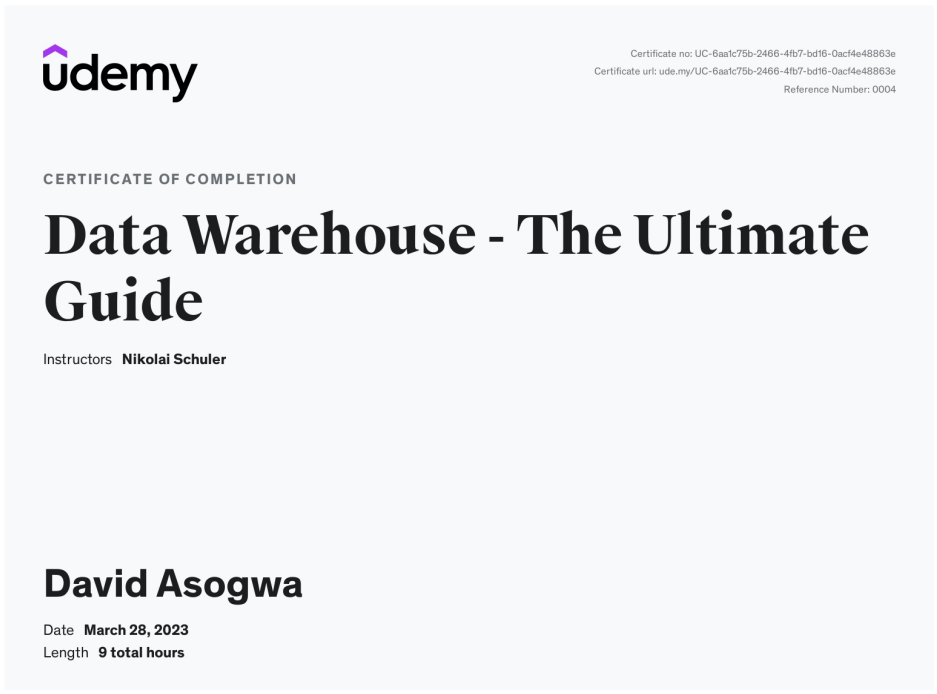 udemy
Certificate no: UC-6aa1c75b-2466-4fb7-bd16-0acf4e48863e
Certificate url: ude.my/UC-6aa1c75b-2466-4fb7-bd16-0acf4e48863e
Reference Number: 0004
CERTIFICATE OF COMPLETION
Data Warehouse - The Ultimate
Guide
Instructors Nikolai Schuler
David Asogwa
Date March 28, 2023
Length 9 total hours